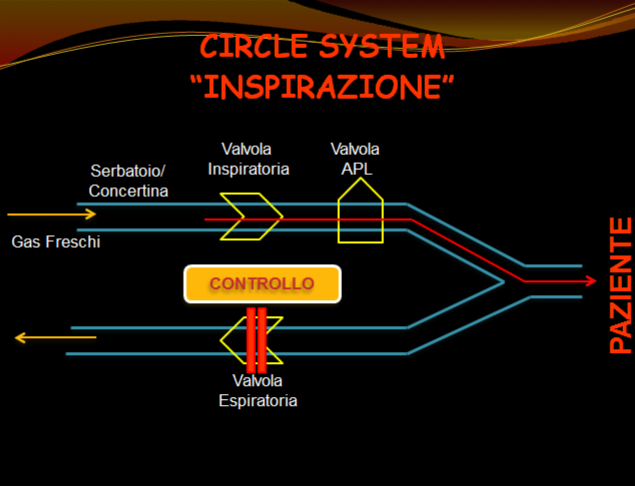 CIRCLE SYSTEM
“INSPIRAZIONE”
Valvola
Inspiratoria
Valvola
APL
Serbatoio/
Concertina
Gas Freschi
CONTROLLO
PAZIENTE
Valvola
Espiratoria